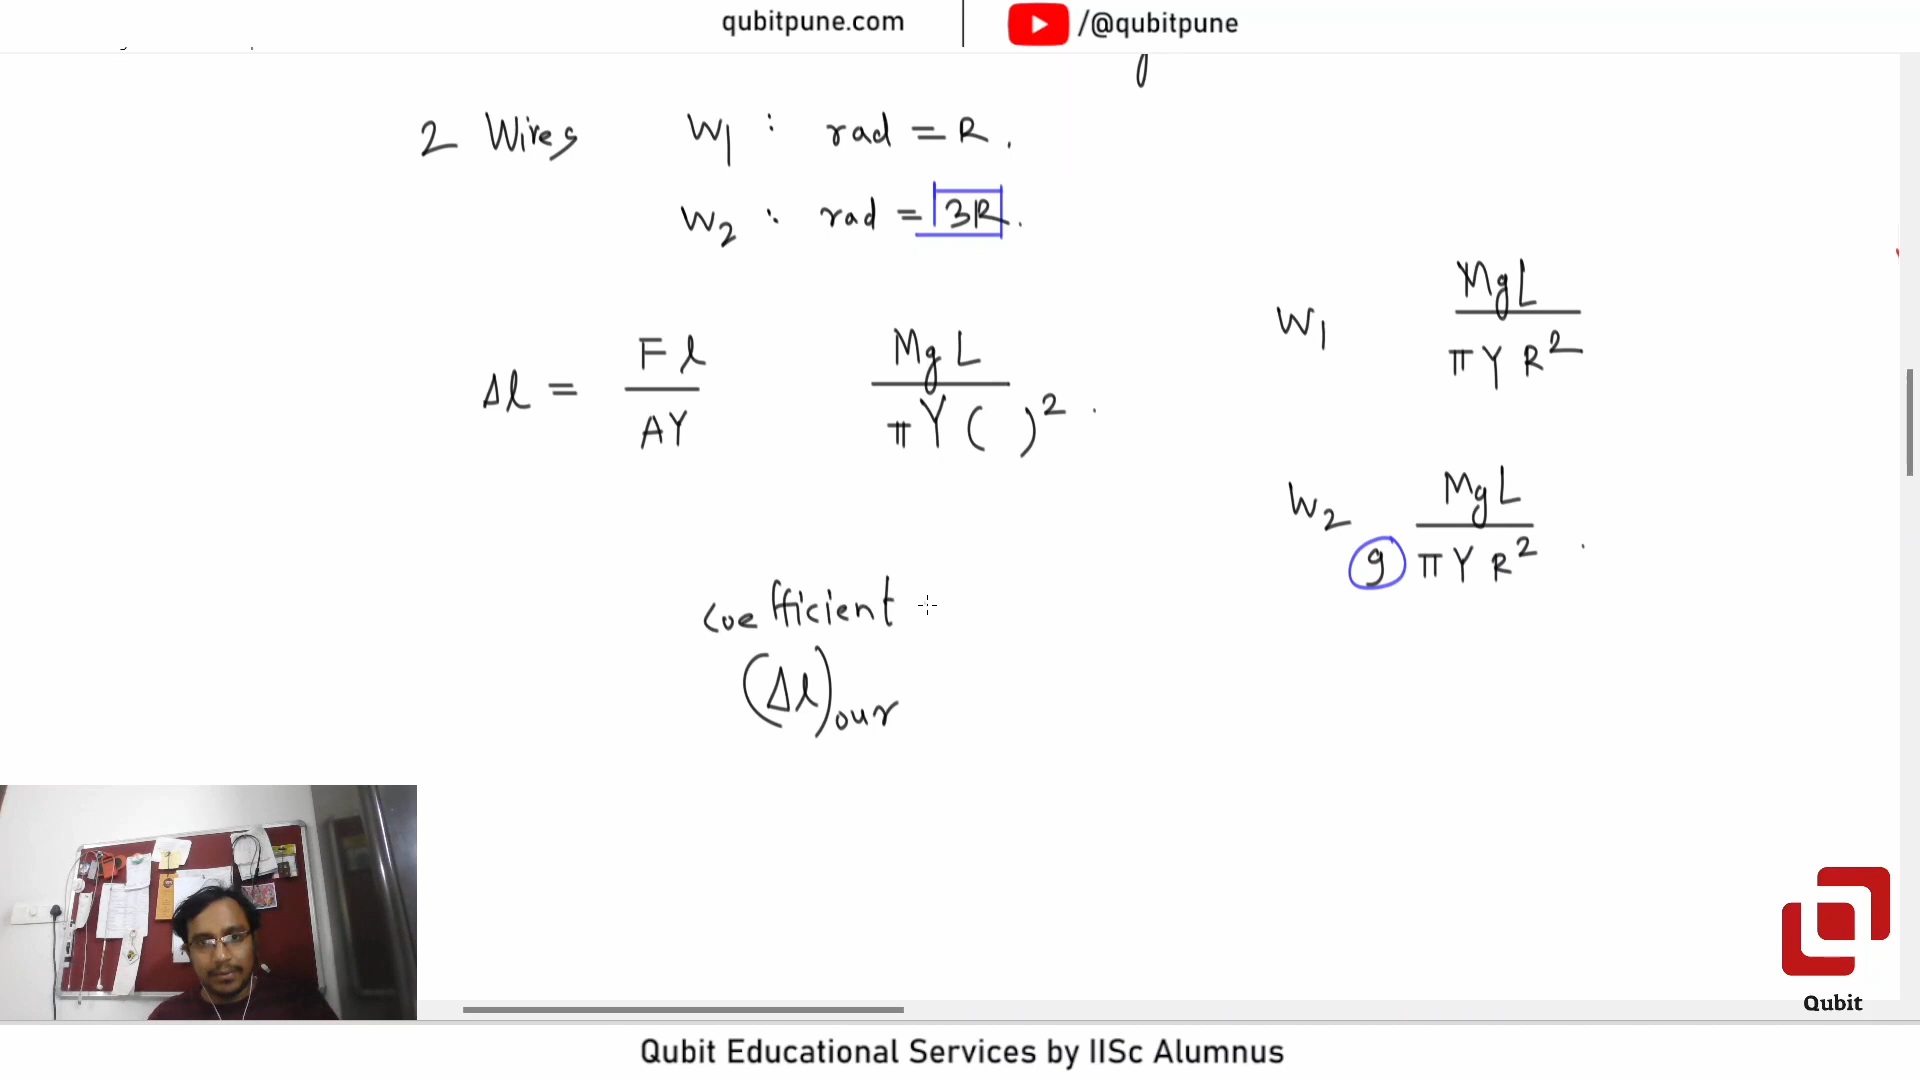 qubitpune.com | /@qubitpune
2 Wires W1 : rad = R.
W2 : rad = 3R.
Δl = Fl / AY MgL / πY( )²
W1 MgL / πYR²
W2 MgL / 9πYR²
Coefficient
(Δl)our
Qubit
Qubit Educational Services by IISc Alumnus